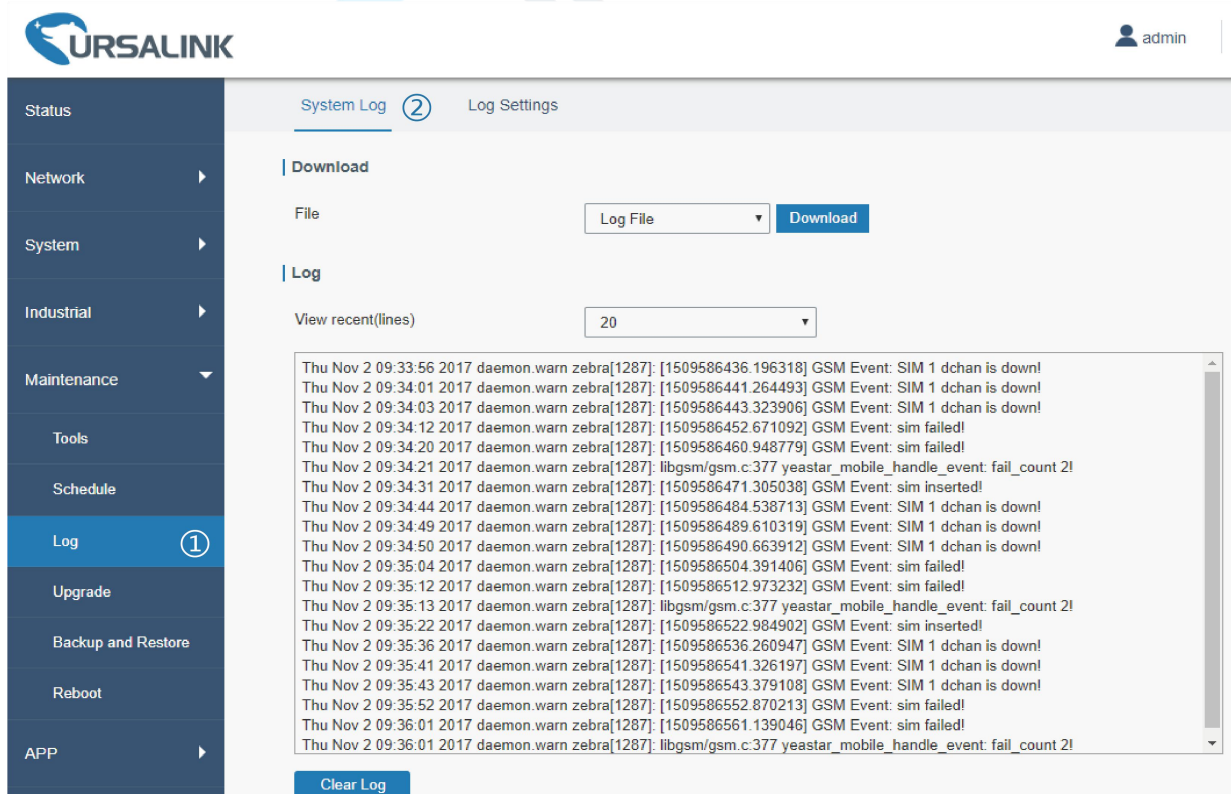 URSALINK
admin
Status
Network
System
Industrial
Maintenance
Tools
Schedule
Log ①
Upgrade
Backup and Restore
Reboot
APP
System Log ② Log Settings
Download
File Log File Download
Log
View recent(lines) 20
Thu Nov 2 09:33:56 2017 daemon.warn zebra[1287]: [1509586436.196318] GSM Event: SIM 1 dchan is down!
Thu Nov 2 09:34:01 2017 daemon.warn zebra[1287]: [1509586441.264493] GSM Event: SIM 1 dchan is down!
Thu Nov 2 09:34:03 2017 daemon.warn zebra[1287]: [1509586443.323906] GSM Event: SIM 1 dchan is down!
Thu Nov 2 09:34:12 2017 daemon.warn zebra[1287]: [1509586452.671092] GSM Event: sim failed!
Thu Nov 2 09:34:20 2017 daemon.warn zebra[1287]: [1509586460.948779] GSM Event: sim failed!
Thu Nov 2 09:34:21 2017 daemon.warn zebra[1287]: libgsm/gsm.c:377 yeastar_mobile_handle_event: fail_count 2!
Thu Nov 2 09:34:31 2017 daemon.warn zebra[1287]: [1509586471.305038] GSM Event: sim inserted!
Thu Nov 2 09:34:44 2017 daemon.warn zebra[1287]: [1509586484.538713] GSM Event: SIM 1 dchan is down!
Thu Nov 2 09:34:49 2017 daemon.warn zebra[1287]: [1509586489.610319] GSM Event: SIM 1 dchan is down!
Thu Nov 2 09:34:50 2017 daemon.warn zebra[1287]: [1509586490.663912] GSM Event: SIM 1 dchan is down!
Thu Nov 2 09:35:04 2017 daemon.warn zebra[1287]: [1509586504.391406] GSM Event: sim failed!
Thu Nov 2 09:35:12 2017 daemon.warn zebra[1287]: [1509586512.973232] GSM Event: sim failed!
Thu Nov 2 09:35:13 2017 daemon.warn zebra[1287]: libgsm/gsm.c:377 yeastar_mobile_handle_event: fail_count 2!
Thu Nov 2 09:35:22 2017 daemon.warn zebra[1287]: [1509586522.984902] GSM Event: sim inserted!
Thu Nov 2 09:35:36 2017 daemon.warn zebra[1287]: [1509586536.260947] GSM Event: SIM 1 dchan is down!
Thu Nov 2 09:35:41 2017 daemon.warn zebra[1287]: [1509586541.326197] GSM Event: SIM 1 dchan is down!
Thu Nov 2 09:35:43 2017 daemon.warn zebra[1287]: [1509586543.379108] GSM Event: SIM 1 dchan is down!
Thu Nov 2 09:35:52 2017 daemon.warn zebra[1287]: [1509586552.870213] GSM Event: sim failed!
Thu Nov 2 09:36:01 2017 daemon.warn zebra[1287]: [1509586561.139046] GSM Event: sim failed!
Thu Nov 2 09:36:01 2017 daemon.warn zebra[1287]: libgsm/gsm.c:377 yeastar_mobile_handle_event: fail_count 2!
Clear Log